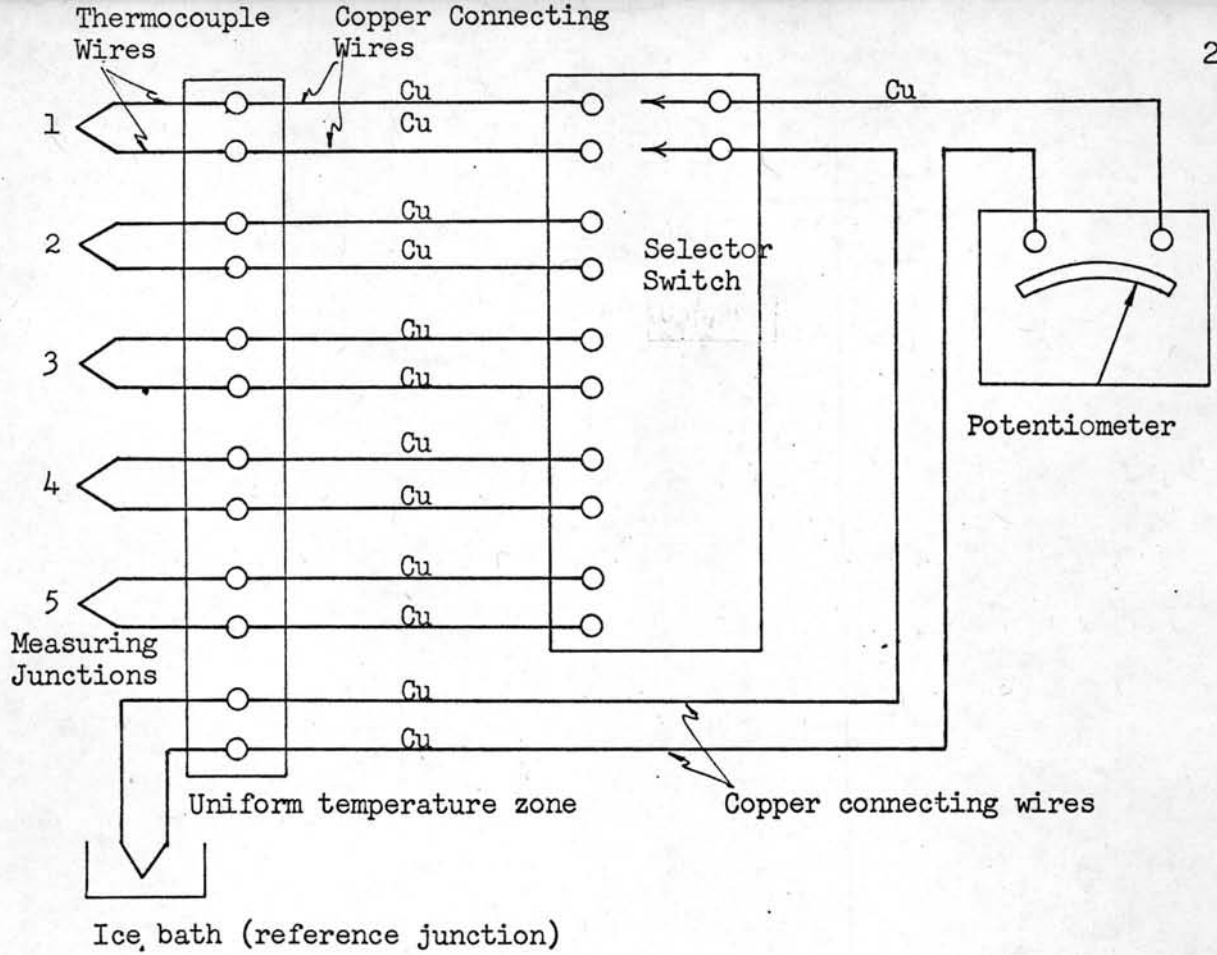 Thermocouple
Wires
Copper Connecting
Wires
2
Cu
Cu
1
Cu
Cu
Cu
2
Selector
Switch
Cu
Cu
3
Potentiometer
Cu
Cu
4
Cu
Cu
5
Measuring
Junctions
Cu
Cu
Uniform temperature zone
Copper connecting wires
Ice bath (reference junction)